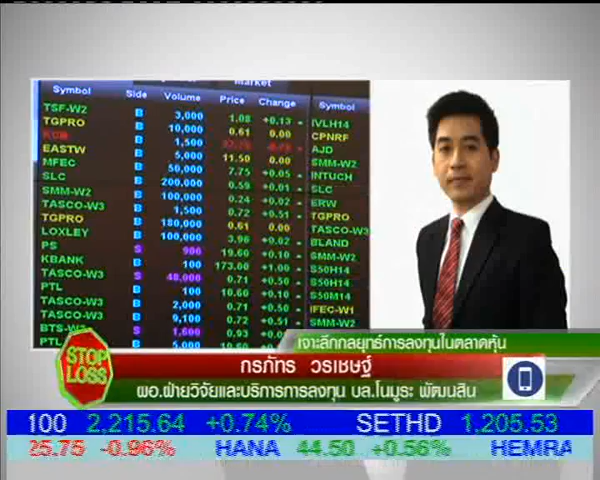 Symbol Side Volume Price Change Symbol
TSF-W2 B 3,000 1.08 +0.13 IVLH14
TGPRO B 10,000 0.61 0.00 CPNRF
KCE B 1,500 AJD
EASTW B 5,000 11.50 0.00 SMM-W2
MFEC B 50,000 7.75 +0.05 INTUCH
SLC B 200,000 0.59 +0.01 SLC
SMM-W2 B 100,000 0.24 +0.02 ERW
TASCO-W3 B 1,500 0.72 +0.51 TGPRO
TGPRO B 180,000 0.61 0.00 TASCO-W3
LOXLEY B 100,000 3.96 +0.02 BLAND
PS S 900 19.60 +0.10 S50H14
KBANK B 100 173.00 +1.00 S50H14
TASCO-W3 S 48,000 0.71 +0.50 S50H14
PTL B 100 10.60 +0.10 S50M14
TASCO-W3 B 2,000 0.71 +0.50 IFEC-W1
TASCO-W3 B 9,100 0.72 +0.51 SMM-W2
BTS-W3 S 1,600 0.93
PTL B 100 10.60
เจาะลึกกลยุทธ์การลงทุนในตลาดหุ้น
STOP LOSS
กรภัทร วรเชษฐ์
ผอ.ฝ่ายวิจัยและบริการการลงทุน บล.โนมูระ พัฒนสิน
100 2,215.64 +0.74% SETHD 1,205.53
25.75 -0.96% HANA 44.50 +0.56% HEMRA